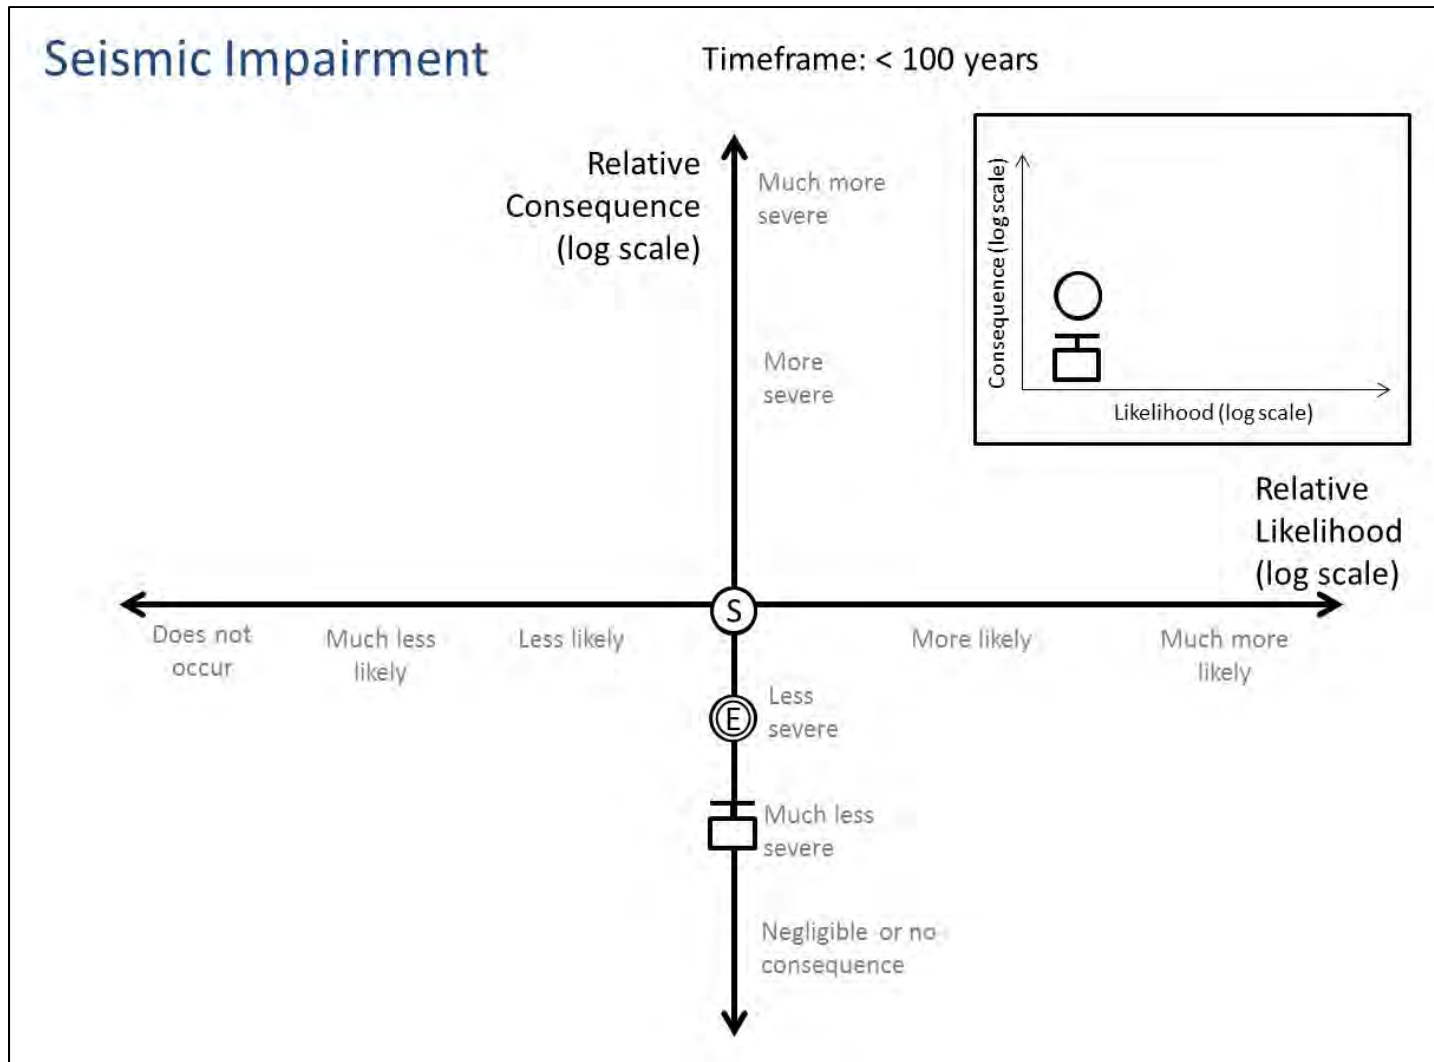 Seismic Impairment
Timeframe: < 100 years
Relative
Consequence
(log scale)
Much more
severe
More
severe
Consequence (log scale)
Likelihood (log scale)
Relative
Likelihood
(log scale)
S
Does not
occur
Much less
likely
Less likely
More likely
Much more
likely
E
Less
severe
Much less
severe
Negligible or no
consequence